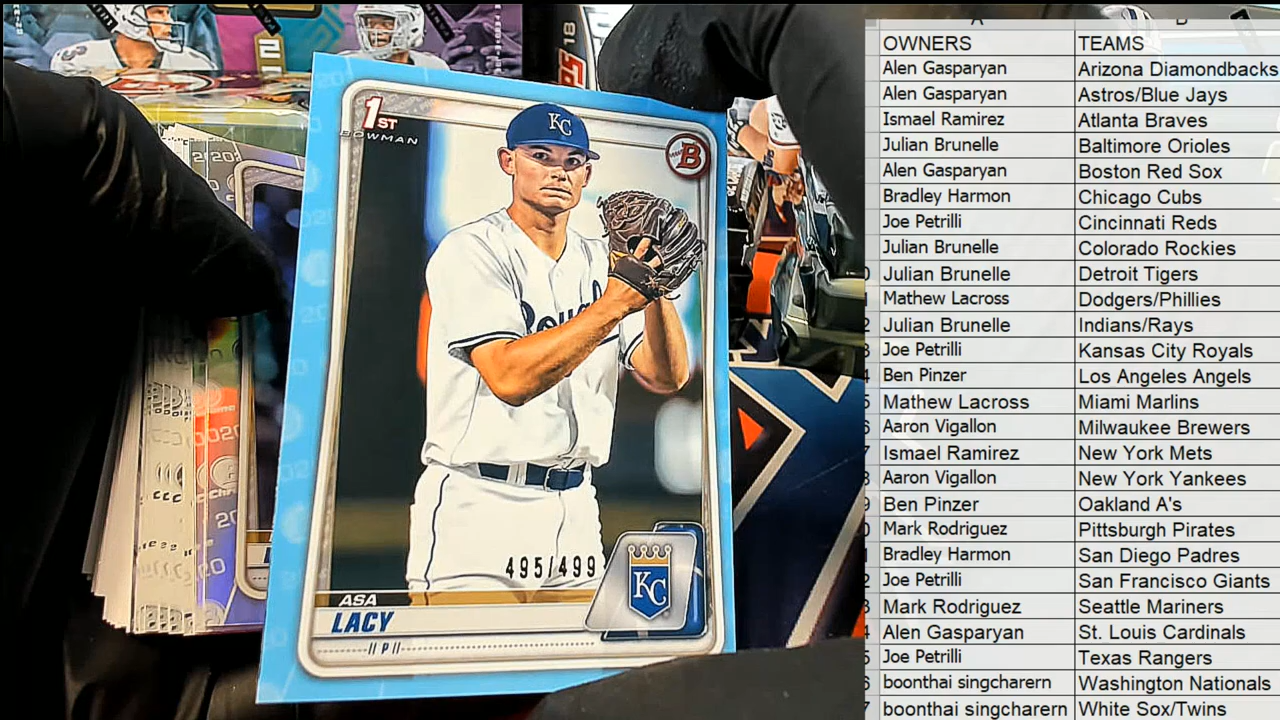 1ST
BOWMAN
B
KC
Royals
495/499
KC
ASA
LACY
P
OWNERS TEAMS
Alen Gasparyan Arizona Diamondbacks
Alen Gasparyan Astros/Blue Jays
Ismael Ramirez Atlanta Braves
Julian Brunelle Baltimore Orioles
Alen Gasparyan Boston Red Sox
Bradley Harmon Chicago Cubs
Joe Petrilli Cincinnati Reds
Julian Brunelle Colorado Rockies
Julian Brunelle Detroit Tigers
Mathew Lacross Dodgers/Phillies
Julian Brunelle Indians/Rays
Joe Petrilli Kansas City Royals
Ben Pinzer Los Angeles Angels
Mathew Lacross Miami Marlins
Aaron Vigallon Milwaukee Brewers
Ismael Ramirez New York Mets
Aaron Vigallon New York Yankees
Ben Pinzer Oakland A's
Mark Rodriguez Pittsburgh Pirates
Bradley Harmon San Diego Padres
Joe Petrilli San Francisco Giants
Mark Rodriguez Seattle Mariners
Alen Gasparyan St. Louis Cardinals
Joe Petrilli Texas Rangers
boonthai singcharern Washington Nationals
boonthai singcharern White Sox/Twins